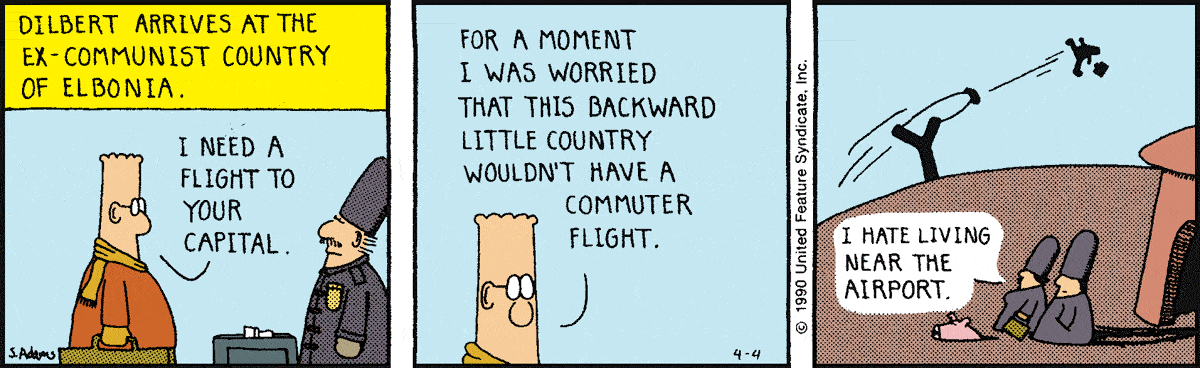 DILBERT ARRIVES AT THE
EX-COMMUNIST COUNTRY
OF ELBONIA.
I NEED A
FLIGHT TO
YOUR
CAPITAL.
S.Adams
FOR A MOMENT
I WAS WORRIED
THAT THIS BACKWARD
LITTLE COUNTRY
WOULDN'T HAVE A
COMMUTER
FLIGHT.
4-4
© 1990 United Feature Syndicate, Inc.
I HATE LIVING
NEAR THE
AIRPORT.